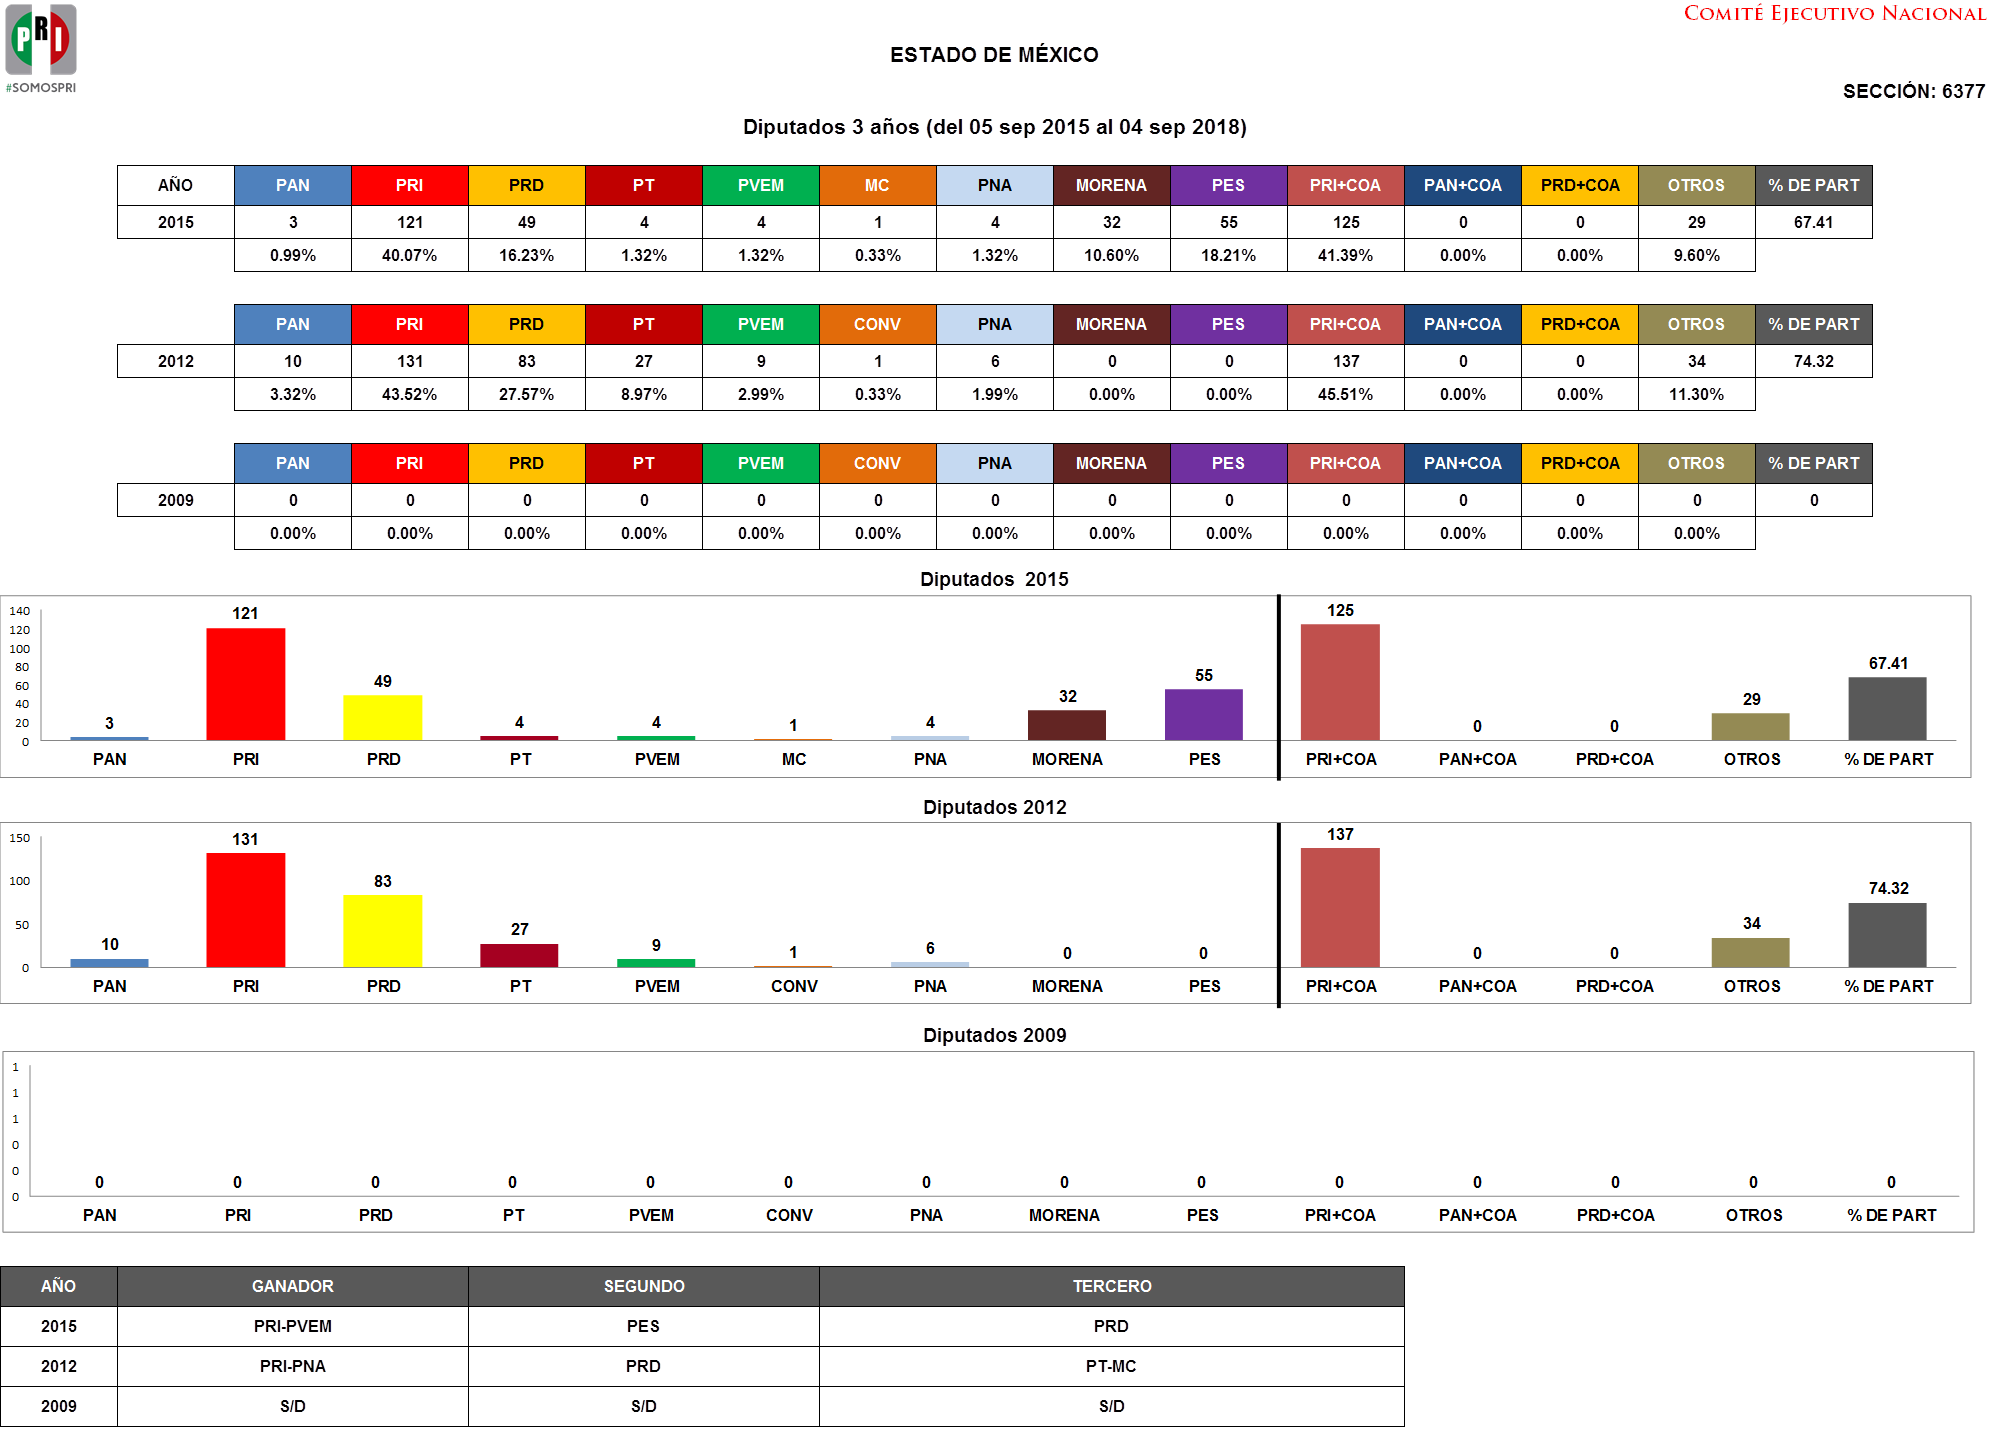 PRI
#SOMOSPRI
COMITÉ EJECUTIVO NACIONAL
ESTADO DE MÉXICO
SECCIÓN: 6377
Diputados 3 años (del 05 sep 2015 al 04 sep 2018)
AÑO PAN PRI PRD PT PVEM MC PNA MORENA PES PRI+COA PAN+COA PRD+COA OTROS % DE PART
2015 3 121 49 4 4 1 4 32 55 125 0 0 29 67.41
0.99% 40.07% 16.23% 1.32% 1.32% 0.33% 1.32% 10.60% 18.21% 41.39% 0.00% 0.00% 9.60%
PAN PRI PRD PT PVEM CONV PNA MORENA PES PRI+COA PAN+COA PRD+COA OTROS % DE PART
2012 10 131 83 27 9 1 6 0 0 137 0 0 34 74.32
3.32% 43.52% 27.57% 8.97% 2.99% 0.33% 1.99% 0.00% 0.00% 45.51% 0.00% 0.00% 11.30%
PAN PRI PRD PT PVEM CONV PNA MORENA PES PRI+COA PAN+COA PRD+COA OTROS % DE PART
2009 0 0 0 0 0 0 0 0 0 0 0 0 0 0
0.00% 0.00% 0.00% 0.00% 0.00% 0.00% 0.00% 0.00% 0.00% 0.00% 0.00% 0.00% 0.00%
Diputados 2015
140
120
100
80
60
40
20
0
3 121 49 4 4 1 4 32 55 125 0 0 29 67.41
PAN PRI PRD PT PVEM MC PNA MORENA PES PRI+COA PAN+COA PRD+COA OTROS % DE PART
Diputados 2012
150
100
50
0
10 131 83 27 9 1 6 0 0 137 0 0 34 74.32
PAN PRI PRD PT PVEM CONV PNA MORENA PES PRI+COA PAN+COA PRD+COA OTROS % DE PART
Diputados 2009
1
1
1
0
0
0
0 0 0 0 0 0 0 0 0 0 0 0 0 0
PAN PRI PRD PT PVEM CONV PNA MORENA PES PRI+COA PAN+COA PRD+COA OTROS % DE PART
AÑO GANADOR SEGUNDO TERCERO
2015 PRI-PVEM PES PRD
2012 PRI-PNA PRD PT-MC
2009 S/D S/D S/D